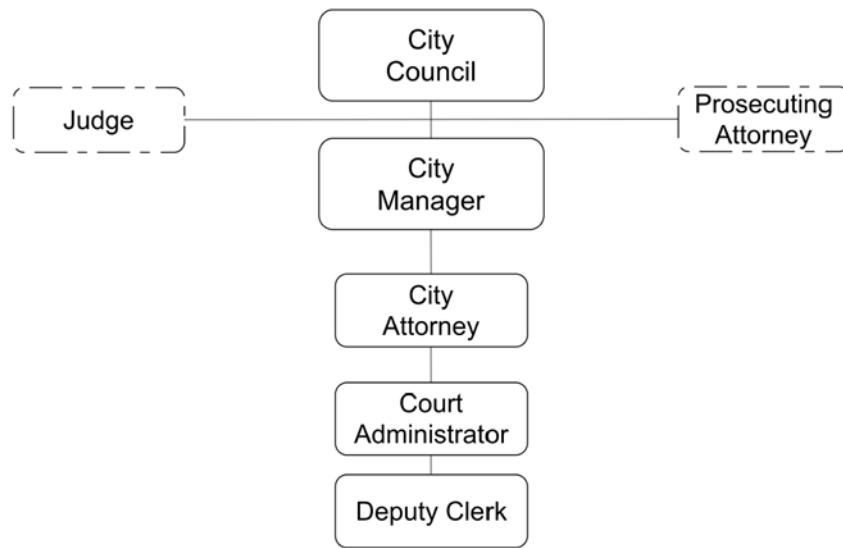 City
Council
Judge
Prosecuting
Attorney
City
Manager
City
Attorney
Court
Administrator
Deputy Clerk